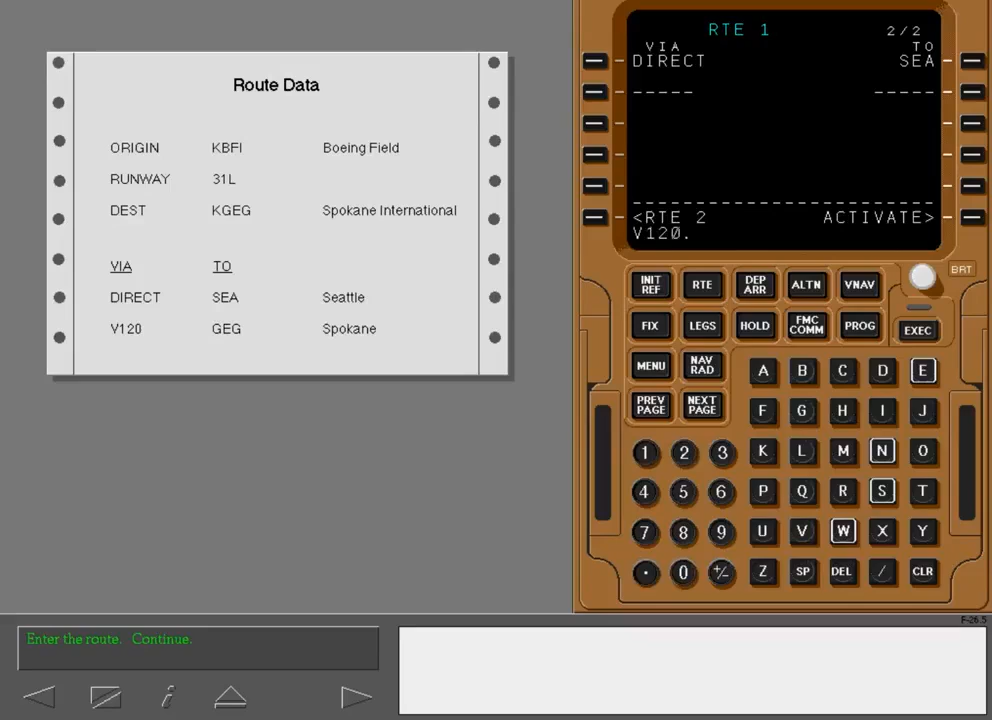 Route Data
ORIGIN KBFI Boeing Field
RUNWAY 31L
DEST KGEG Spokane International
VIA TO
DIRECT SEA Seattle
V120 GEG Spokane
RTE 1 2/2
VIA TO
DIRECT SEA
----- -----
<RTE 2 ACTIVATE>
V120.
BRT
INIT REF RTE DEP ARR ALTN VNAV
FIX LEGS HOLD FMC COMM PROG EXEC
MENU NAV RAD
PREV PAGE NEXT PAGE
A B C D E
F G H I J
1 2 3 K L M N O
4 5 6 P Q R S T
7 8 9 U V W X Y
. 0 +/- Z SP DEL / CLR
F-26.5
Enter the route. Continue.
i